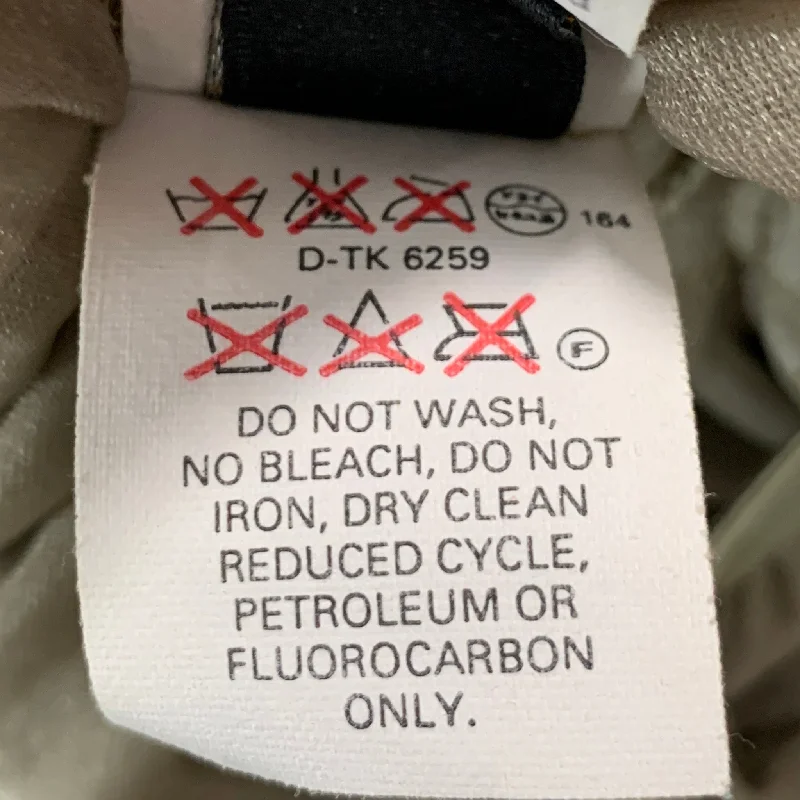 164
D-TK 6259
F
DO NOT WASH,
NO BLEACH, DO NOT
IRON, DRY CLEAN
REDUCED CYCLE,
PETROLEUM OR
FLUOROCARBON
ONLY.